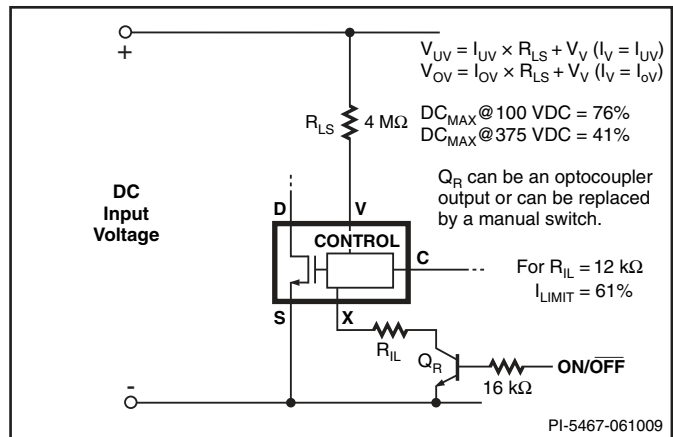 +
V_UV = I_UV × R_LS + V_V (I_V = I_UV)
V_OV = I_OV × R_LS + V_V (I_V = I_oV)
R_LS 4 MΩ
DC_MAX@100 VDC = 76%
DC_MAX@375 VDC = 41%
DC
Input
Voltage
Q_R can be an optocoupler
output or can be replaced
by a manual switch.
D V
CONTROL
C
For R_IL = 12 kΩ
I_LIMIT = 61%
S X
R_IL
Q_R
16 kΩ
ON/O̅F̅F̅
-
PI-5467-061009